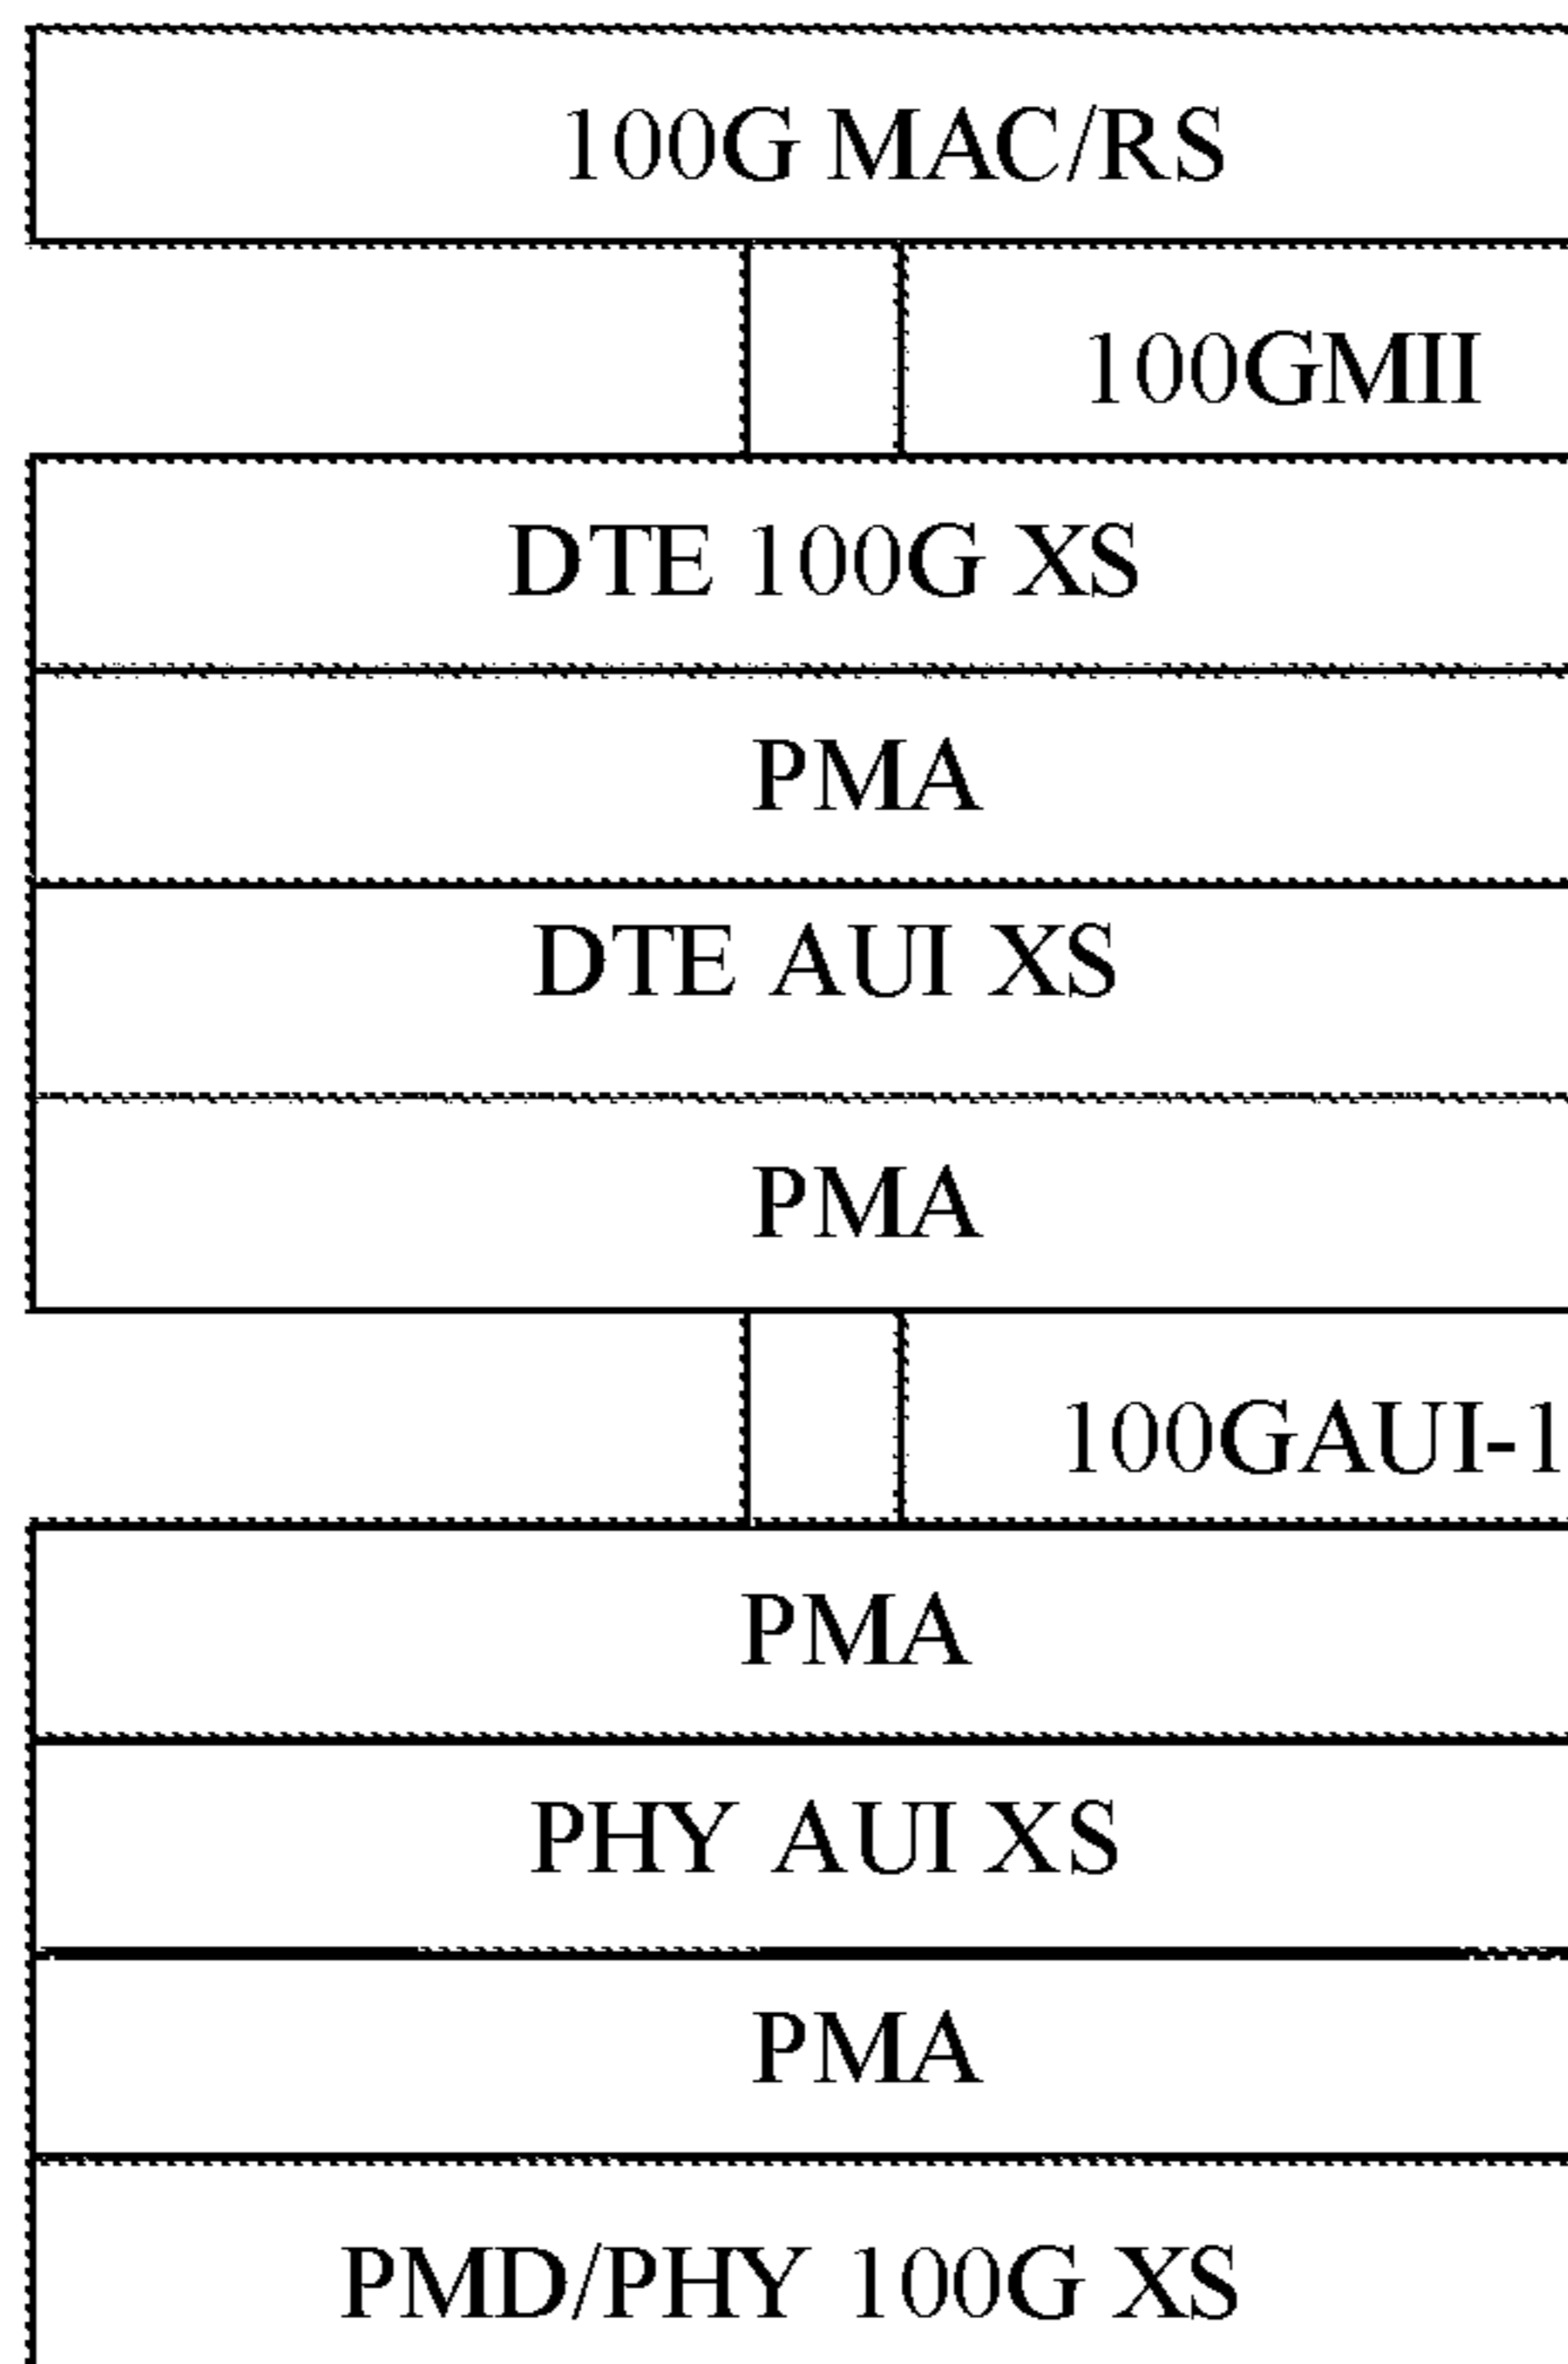 100G MAC/RS
100GMII
DTE 100G XS
PMA
DTE AUI XS
PMA
100GAUI-1
PMA
PHY AUI XS
PMA
PMD/PHY 100G XS